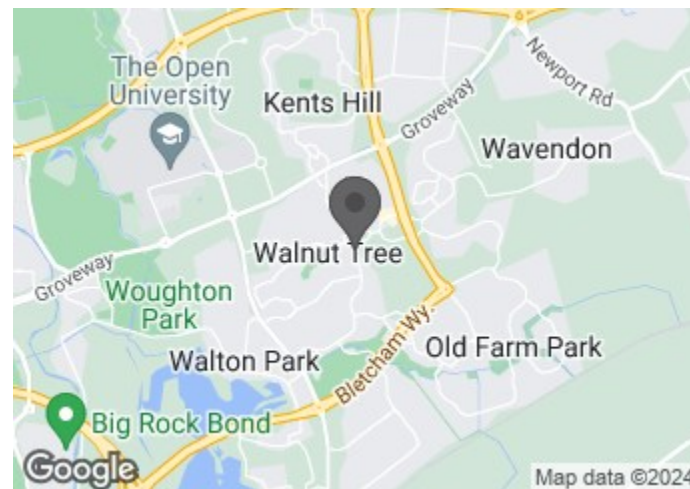 The Open
University
Kents Hill
Groveway
Newport Rd
Wavendon
Walnut Tree
Groveway
Woughton
Park
Walton Park
Bletcham Wy.
Old Farm Park
Big Rock Bond
Google
Map data ©2024